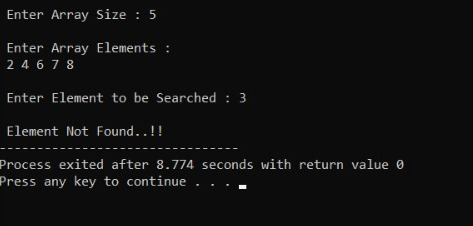 Enter Array Size : 5
Enter Array Elements :
2 4 6 7 8
Enter Element to be Searched : 3
Element Not Found..!!
--------------------------------
Process exited after 8.774 seconds with return value 0
Press any key to continue . . .